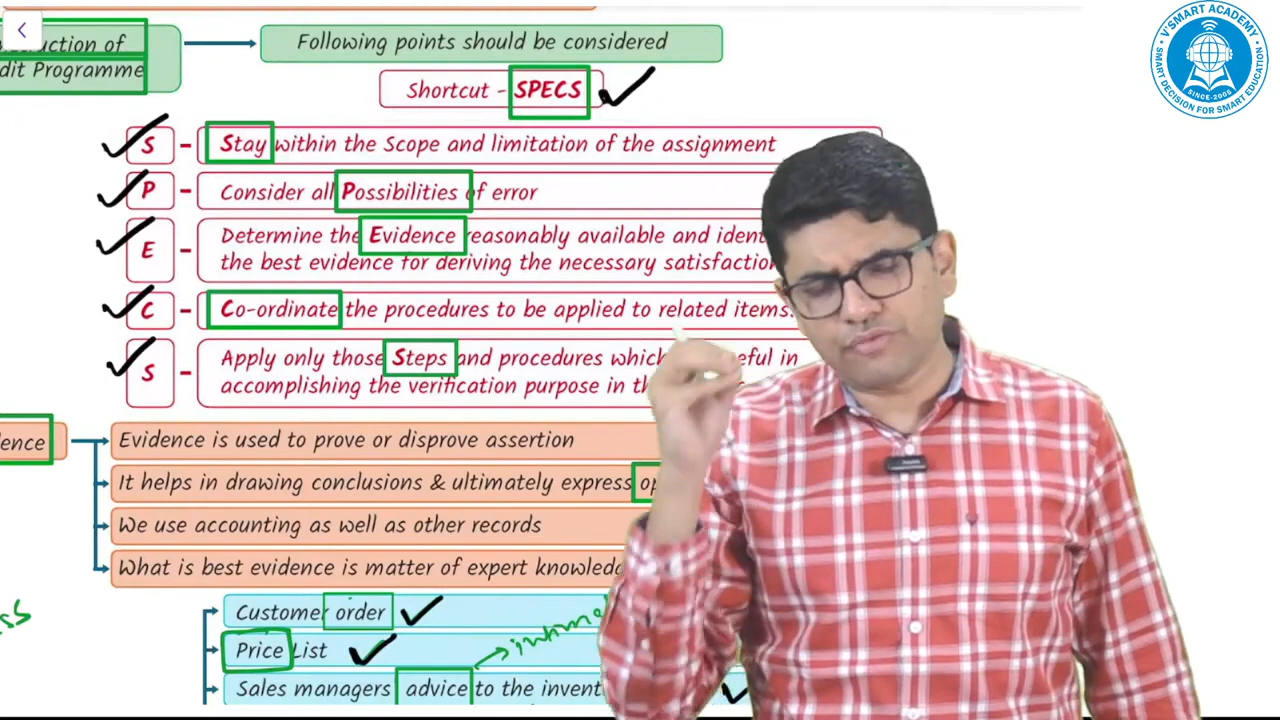 Following points should be considered
dit Programme
Shortcut - SPECS
S - Stay within the Scope and limitation of the assignment
P - Consider all Possibilities of error
E - Determine the Evidence reasonably available and
the best evidence for deriving the necessary
C - Co-ordinate the procedures to be applied to related items.
S - Apply only those Steps and procedures which
accomplishing the verification purpose in
Evidence is used to prove or disprove assertion
It helps in drawing conclusions & ultimately express
We use accounting as well as other records
What is best evidence is matter of expert
Customer order
Price List
Sales managers advice to the
V'SMART ACADEMY
SMART DECISION FOR SMART EDUCATION
SINCE-2005